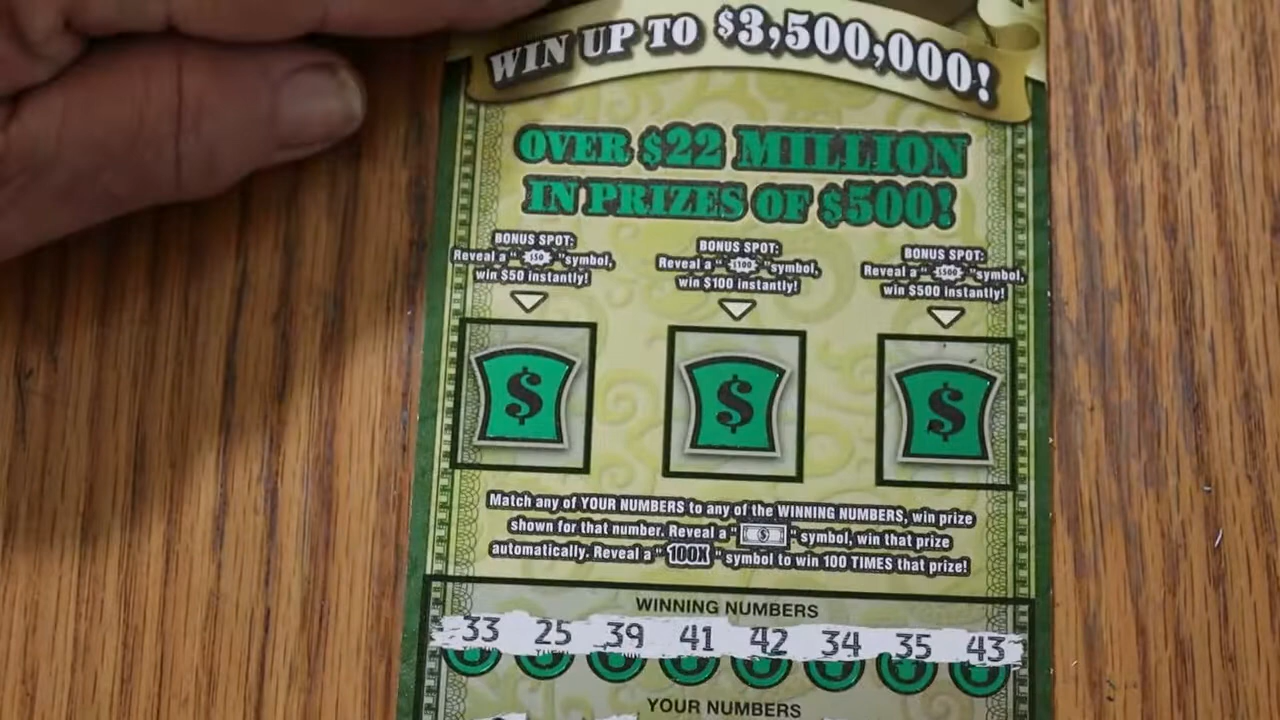 WIN UP TO $3,500,000!
OVER $22 MILLION
IN PRIZES OF $500!
BONUS SPOT:
Reveal a "$50" symbol,
win $50 instantly!
BONUS SPOT:
Reveal a "$100" symbol,
win $100 instantly!
BONUS SPOT:
Reveal a "$500" symbol,
win $500 instantly!
$ $ $
Match any of YOUR NUMBERS to any of the WINNING NUMBERS, win prize
shown for that number. Reveal a "$" symbol, win that prize
automatically. Reveal a "100X" symbol to win 100 TIMES that prize!
WINNING NUMBERS
33 25 39 41 42 34 35 43
YOUR NUMBERS